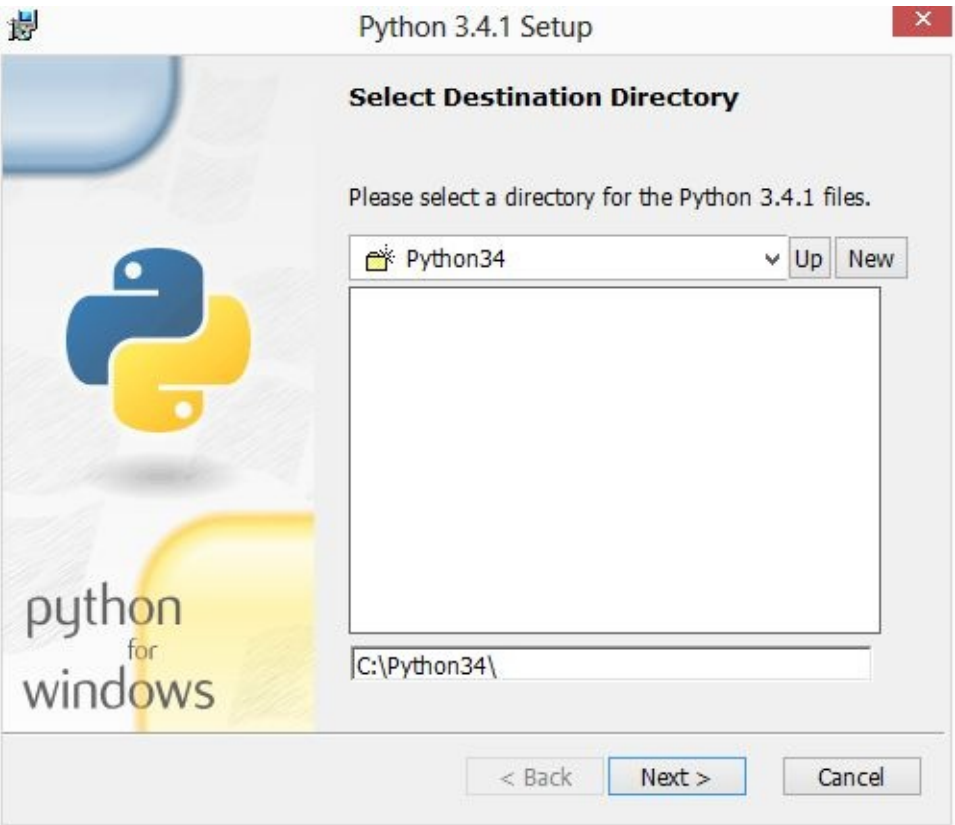 Python 3.4.1 Setup
Select Destination Directory
Please select a directory for the Python 3.4.1 files.
Python34
Up
New
C:\Python34\
python
for
windows
< Back
Next >
Cancel